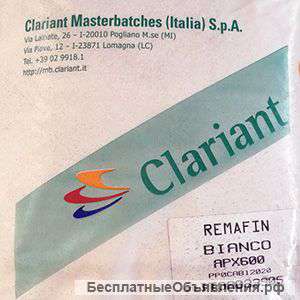 Clariant Masterbatches (Italia) S.p.A.
Via Lainate, 26 – I-20010 Pogliano M.se (MI)
Via Piave, 12 – I-23871 Lomagna (LC)
Tel. +39 02 9918.1
http://mb.clariant.it
Clariant
REMAFIN
BIANCO
APX600
PP0CAB12020
БесплатныеОбъявления.рф